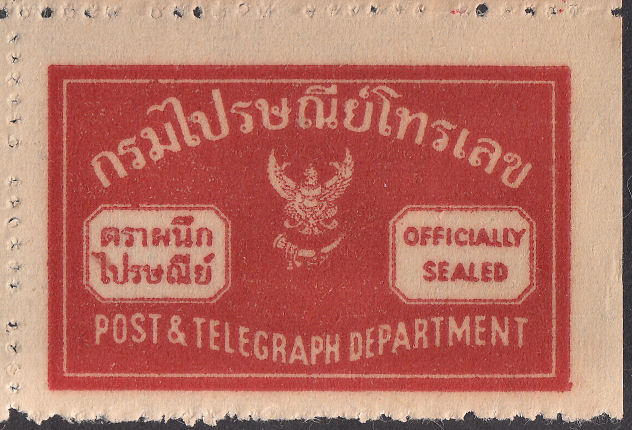 กรมไปรษณีย์โทรเลข
ตราผนึก
ไปรษณีย์
OFFICIALLY
SEALED
POST & TELEGRAPH DEPARTMENT